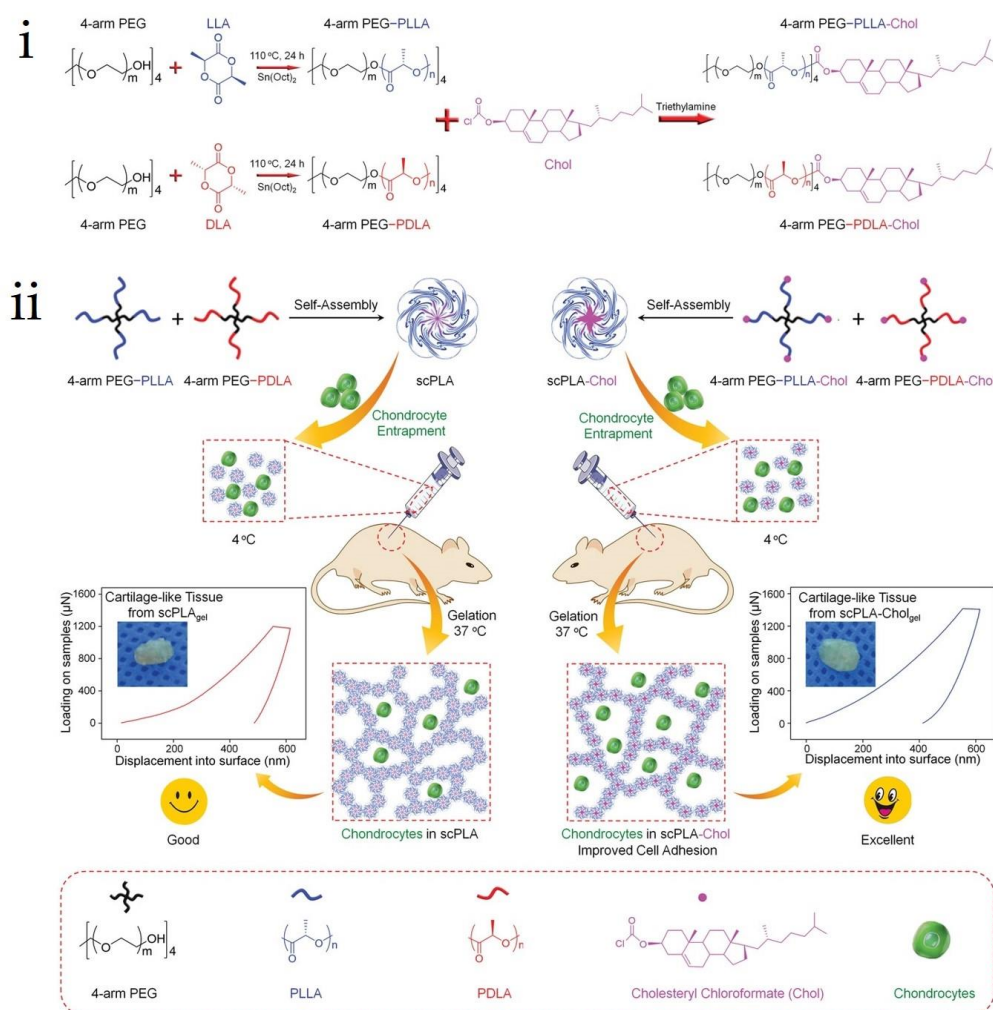 i
4-arm PEG
LLA
4-arm PEG–PLLA
4-arm PEG–PLLA-Chol
110 °C, 24 h
Sn(Oct)₂
Triethylamine
Chol
110 °C, 24 h
Sn(Oct)₂
4-arm PEG
DLA
4-arm PEG–PDLA
4-arm PEG–PDLA-Chol
ii
Self-Assembly
Self-Assembly
4-arm PEG–PLLA
4-arm PEG–PDLA
scPLA
scPLA-Chol
4-arm PEG–PLLA-Chol
4-arm PEG–PDLA-Chol
Chondrocyte
Entrapment
Chondrocyte
Entrapment
4 °C
4 °C
Gelation
37 °C
Gelation
37 °C
Loading on samples (μN)
1600
1200
800
400
0
Cartilage-like Tissue
from scPLAgel
0 200 400 600
Displacement into surface (nm)
Good
Chondrocytes in scPLA
Chondrocytes in scPLA-Chol
Improved Cell Adhesion
Loading on samples (μN)
1600
1200
800
400
0
Cartilage-like Tissue
from scPLA-Cholgel
0 200 400 600
Displacement into surface (nm)
Excellent
4-arm PEG
PLLA
PDLA
Cholesteryl Chloroformate (Chol)
Chondrocytes